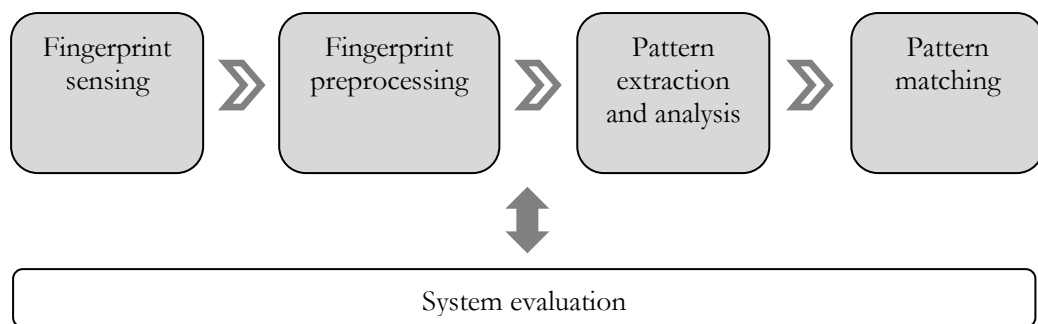 Fingerprint
sensing
Fingerprint
preprocessing
Pattern
extraction
and analysis
Pattern
matching
System evaluation